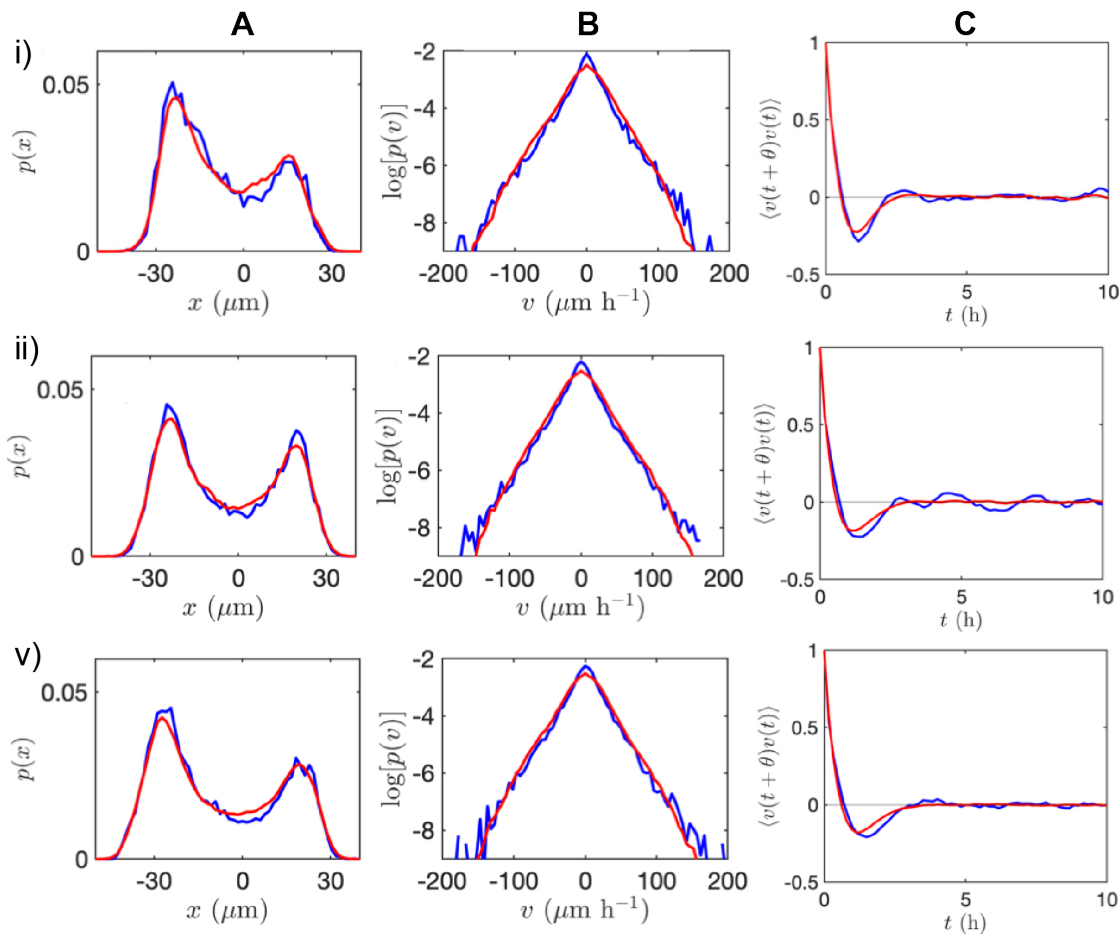 A B C
i)
p(x)
0.05
0
-30 0 30
x (μm)
log[p(v)]
-2
-4
-6
-8
-200 -100 0 100 200
v (μm h⁻¹)
⟨v(t + θ)v(t)⟩
1
0.5
0
-0.5
0 5 10
t (h)
ii)
p(x)
0.05
0
-30 0 30
x (μm)
log[p(v)]
-2
-4
-6
-8
-200 -100 0 100 200
v (μm h⁻¹)
⟨v(t + θ)v(t)⟩
1
0.5
0
-0.5
0 5 10
t (h)
v)
p(x)
0.05
0
-30 0 30
x (μm)
log[p(v)]
-2
-4
-6
-8
-200 -100 0 100 200
v (μm h⁻¹)
⟨v(t + θ)v(t)⟩
1
0.5
0
-0.5
0 5 10
t (h)